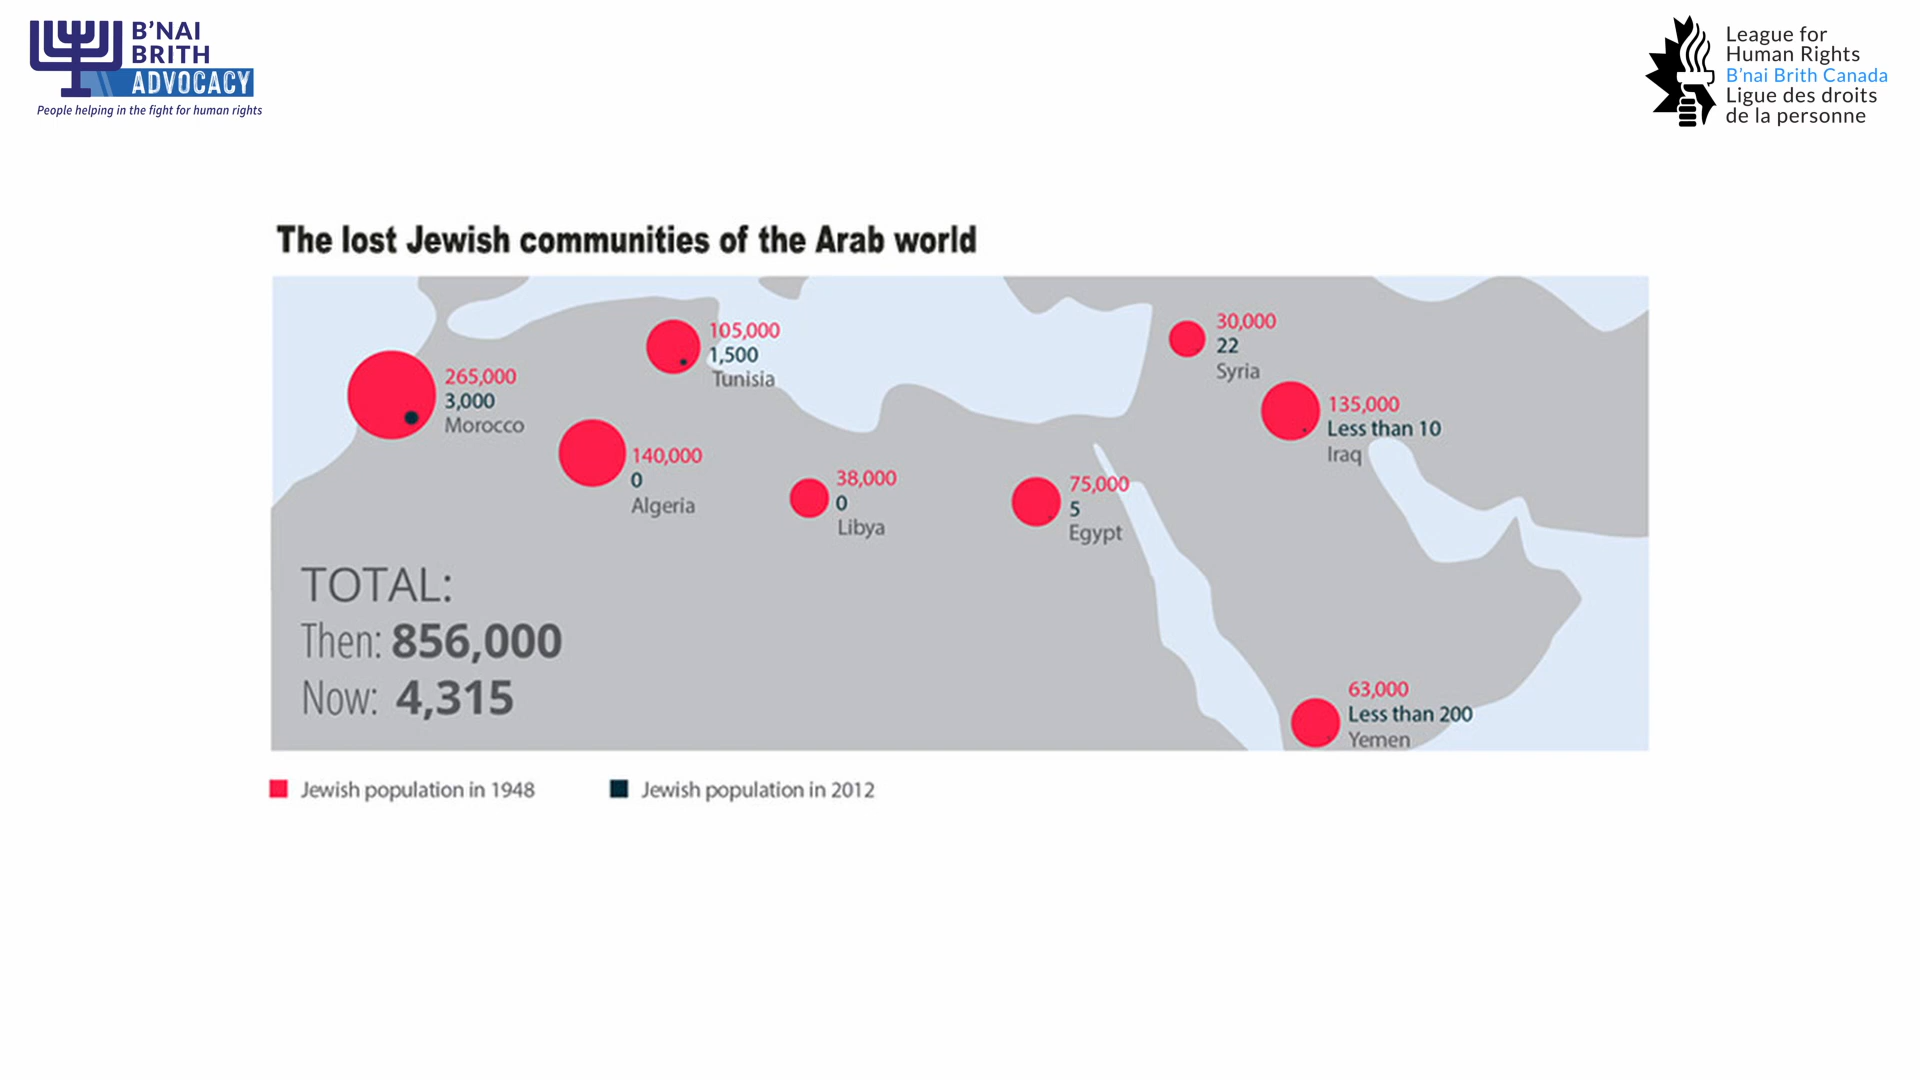 B'NAI
BRITH
ADVOCACY
People helping in the fight for human rights
League for
Human Rights
B'nai Brith Canada
Ligue des droits
de la personne
The lost Jewish communities of the Arab world
265,000
3,000
Morocco
105,000
1,500
Tunisia
140,000
0
Algeria
38,000
0
Libya
75,000
5
Egypt
30,000
22
Syria
135,000
Less than 10
Iraq
63,000
Less than 200
Yemen
TOTAL:
Then: 856,000
Now: 4,315
Jewish population in 1948
Jewish population in 2012